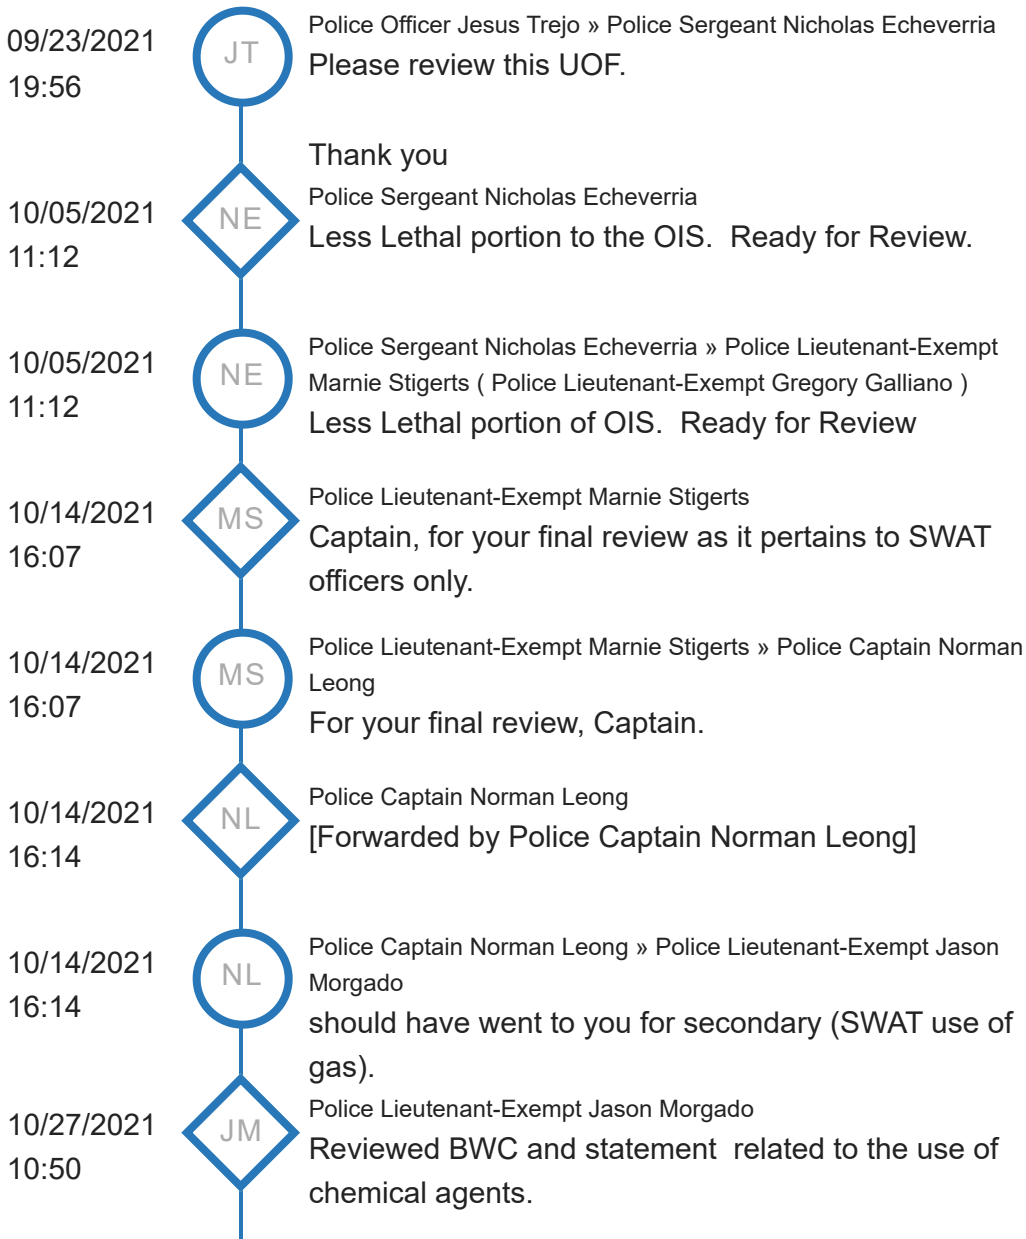 09/23/2021
19:56
JT
Police Officer Jesus Trejo » Police Sergeant Nicholas Echeverria
Please review this UOF.
Thank you
10/05/2021
11:12
NE
Police Sergeant Nicholas Echeverria
Less Lethal portion to the OIS.  Ready for Review.
10/05/2021
11:12
NE
Police Sergeant Nicholas Echeverria » Police Lieutenant-Exempt
Marnie Stigerts ( Police Lieutenant-Exempt Gregory Galliano )
Less Lethal portion of OIS.  Ready for Review
10/14/2021
16:07
MS
Police Lieutenant-Exempt Marnie Stigerts
Captain, for your final review as it pertains to SWAT
officers only.
10/14/2021
16:07
MS
Police Lieutenant-Exempt Marnie Stigerts » Police Captain Norman
Leong
For your final review, Captain.
10/14/2021
16:14
NL
Police Captain Norman Leong
[Forwarded by Police Captain Norman Leong]
10/14/2021
16:14
NL
Police Captain Norman Leong » Police Lieutenant-Exempt Jason
Morgado
should have went to you for secondary (SWAT use of
gas).
10/27/2021
10:50
JM
Police Lieutenant-Exempt Jason Morgado
Reviewed BWC and statement  related to the use of
chemical agents.